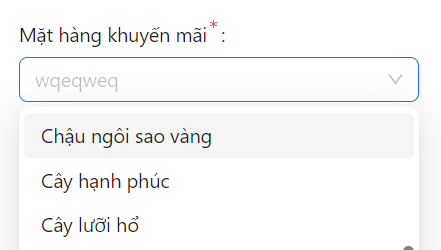 Mặt hàng khuyến mãi* :
wqeqweq
Chậu ngôi sao vàng
Cây hạnh phúc
Cây lưỡi hổ